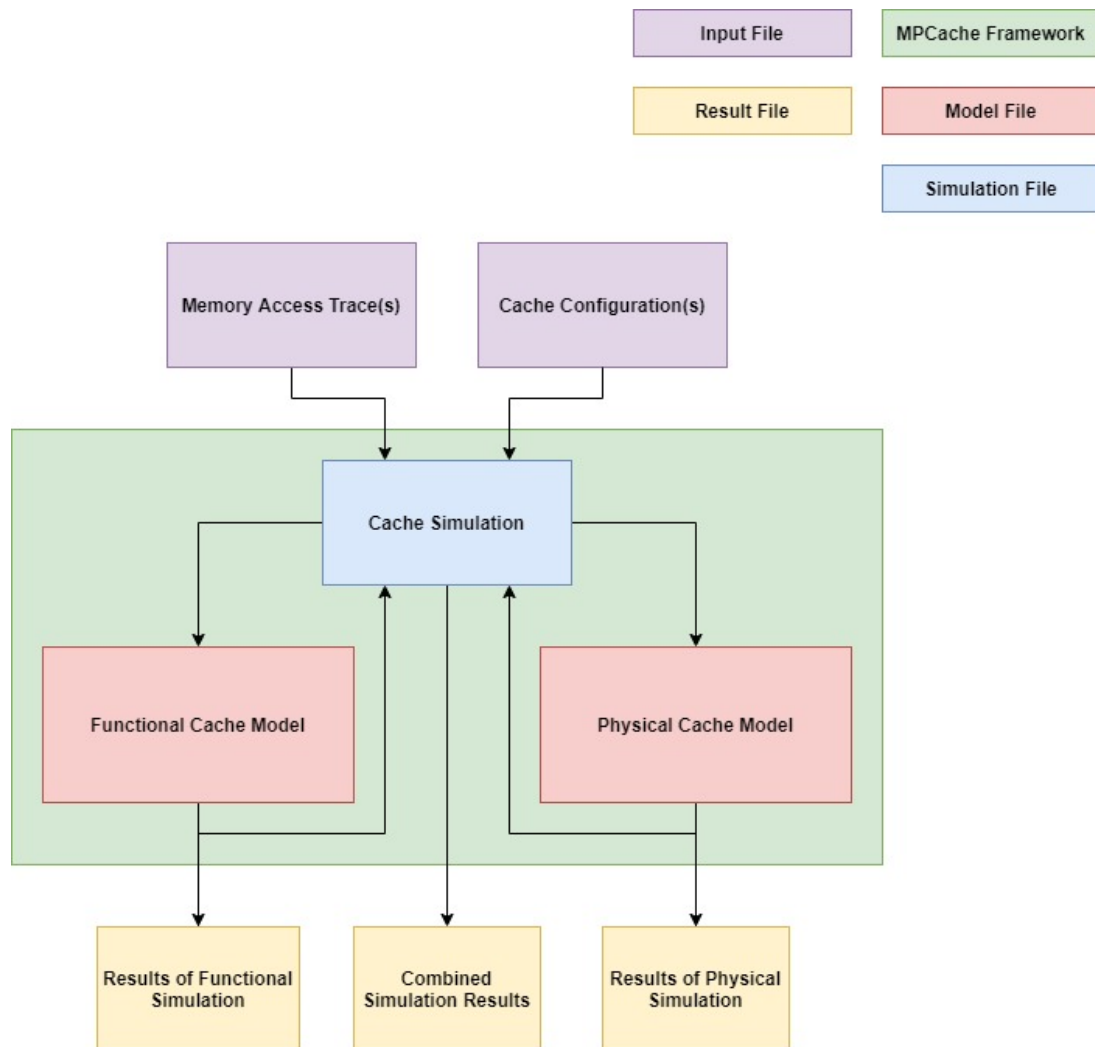 Input File
MPCache Framework
Result File
Model File
Simulation File
Memory Access Trace(s)
Cache Configuration(s)
Cache Simulation
Functional Cache Model
Physical Cache Model
Results of Functional
Simulation
Combined
Simulation Results
Results of Physical
Simulation